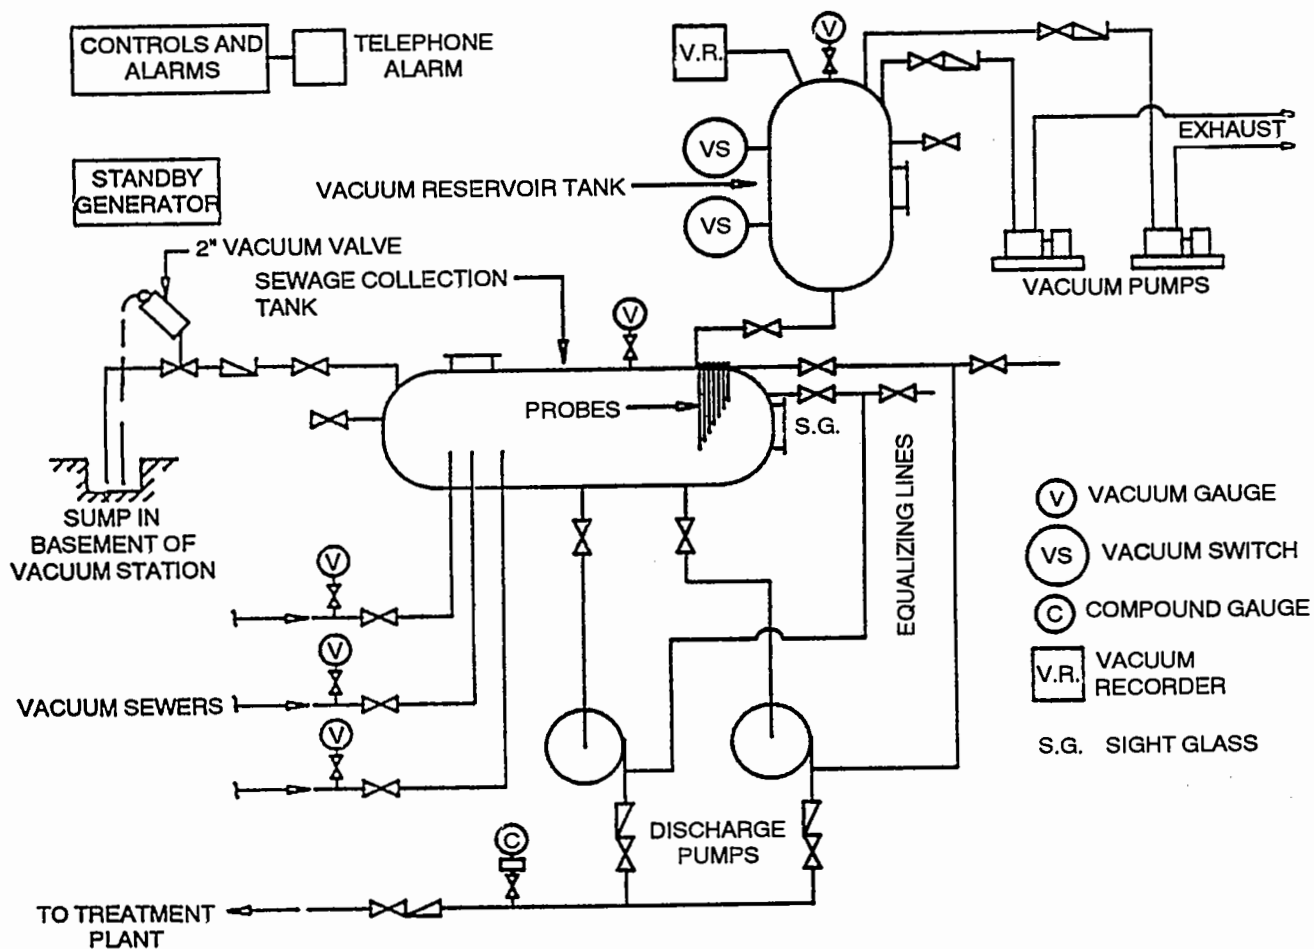 CONTROLS AND
ALARMS
TELEPHONE
ALARM
V
V.R.
STANDBY
GENERATOR
VS
VACUUM RESERVOIR TANK
VS
EXHAUST
VACUUM PUMPS
2" VACUUM VALVE
SEWAGE COLLECTION
TANK
V
PROBES
S.G.
EQUALIZING LINES
SUMP IN
BASEMENT OF
VACUUM STATION
V
V
VACUUM SEWERS
V
DISCHARGE
PUMPS
C
TO TREATMENT
PLANT
V VACUUM GAUGE
VS VACUUM SWITCH
C COMPOUND GAUGE
V.R. VACUUM
RECORDER
S.G. SIGHT GLASS